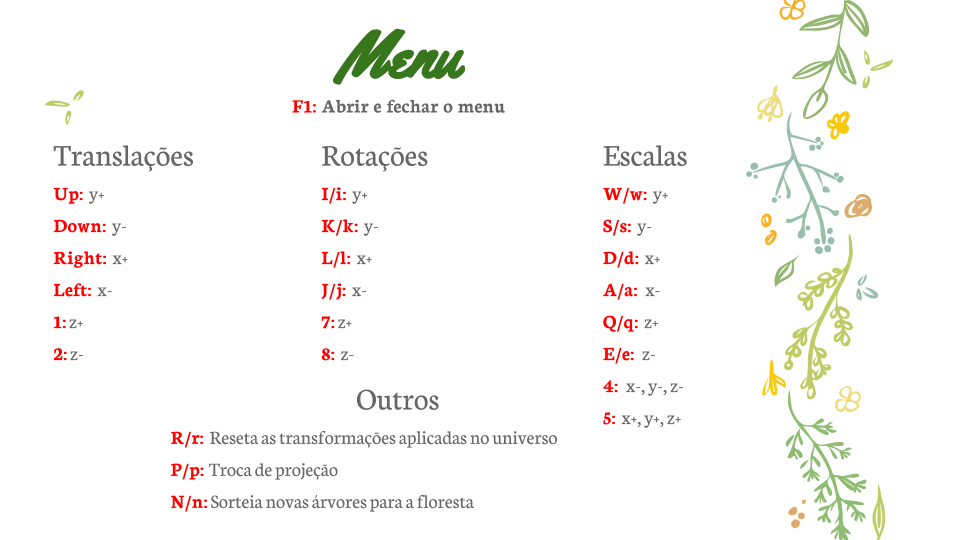 Menu
F1: Abrir e fechar o menu
Translações
Up: y+
Down: y-
Right: x+
Left: x-
1: z+
2: z-
Rotações
I/i: y+
K/k: y-
L/l: x+
J/j: x-
7: z+
8: z-
Escalas
W/w: y+
S/s: y-
D/d: x+
A/a: x-
Q/q: z+
E/e: z-
4: x-, y-, z-
5: x+, y+, z+
Outros
R/r: Reseta as transformações aplicadas no universo
P/p: Troca de projeção
N/n: Sorteia novas árvores para a floresta